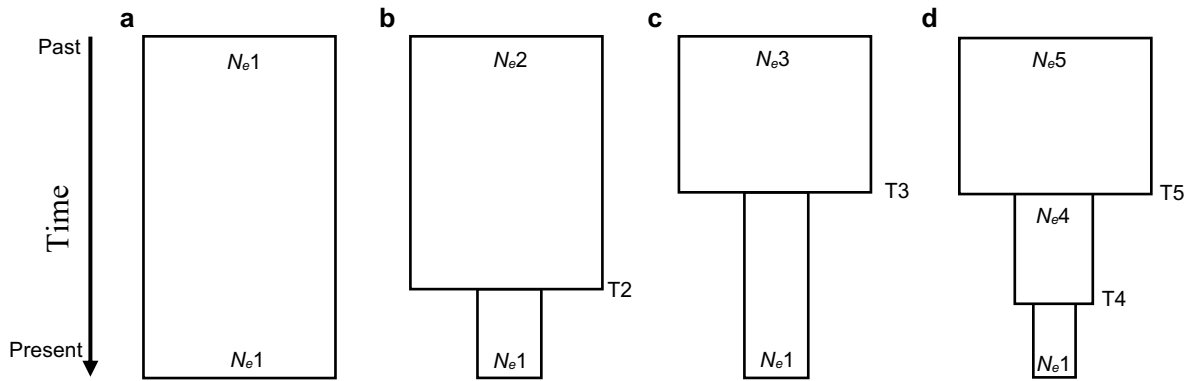 a
b
c
d
Past
Time
Present
Nₑ1
Nₑ1
Nₑ2
T2
Nₑ1
Nₑ3
T3
Nₑ1
Nₑ5
T5
Nₑ4
T4
Nₑ1